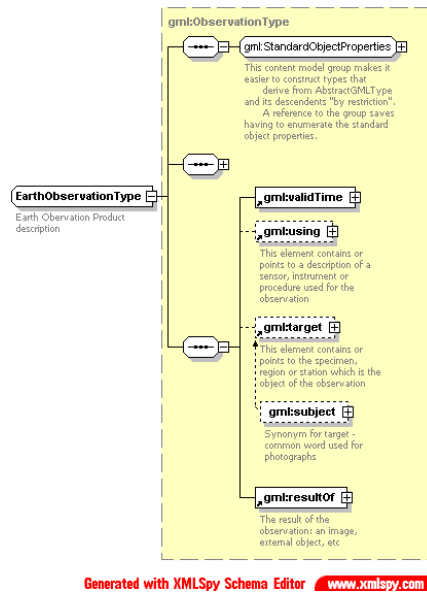 gml:ObservationType
gml:StandardObjectProperties
This content model group makes it
easier to construct types that
derive from AbstractGMLType
and its descendents "by restriction".
A reference to the group saves
having to enumerate the standard
object properties.
EarthObservationType
Earth Obervation Product
description
gml:validTime
gml:using
This element contains or
points to a description of a
sensor, instrument or
procedure used for the
observation
gml:target
This element contains or
points to the specimen,
region or station which is the
object of the observation
gml:subject
Synonym for target -
common word used for
photographs
gml:resultOf
The result of the
observation: an image,
external object, etc
Generated with XMLSpy Schema Editor www.xmlspy.com